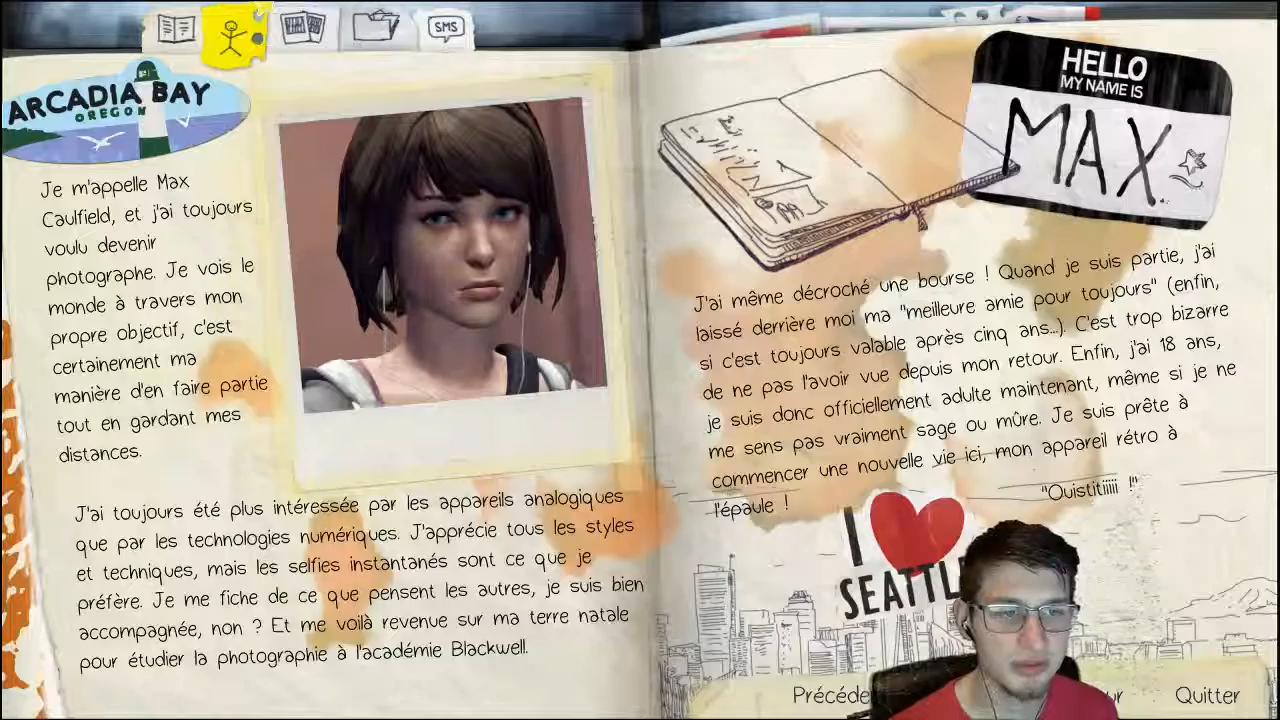 SMS
ARCADIA BAY
OREGON
Je m'appelle Max
Caulfield, et j'ai toujours
voulu devenir
photographe. Je vois le
monde à travers mon
propre objectif, c'est
certainement ma
manière d'en faire partie
tout en gardant mes
distances.
J'ai toujours été plus intéressée par les appareils analogiques
que par les technologies numériques. J'apprécie tous les styles
et techniques, mais les selfies instantanés sont ce que je
préfère. Je me fiche de ce que pensent les autres, je suis bien
accompagnée, non ? Et me voilà revenue sur ma terre natale
pour étudier la photographie à l'académie Blackwell.
HELLO
MY NAME IS
MAX
J'ai même décroché une bourse ! Quand je suis partie, j'ai
laissé derrière moi ma "meilleure amie pour toujours" (enfin,
si c'est toujours valable après cinq ans...). C'est trop bizarre
de ne pas l'avoir vue depuis mon retour. Enfin, j'ai 18 ans,
je suis donc officiellement adulte maintenant, même si je ne
me sens pas vraiment sage ou mûre. Je suis prête à
commencer une nouvelle vie ici, mon appareil rétro à
l'épaule !
"Ouistitiiiii !"
I
SEATTL
Précéde
ur
Quitter